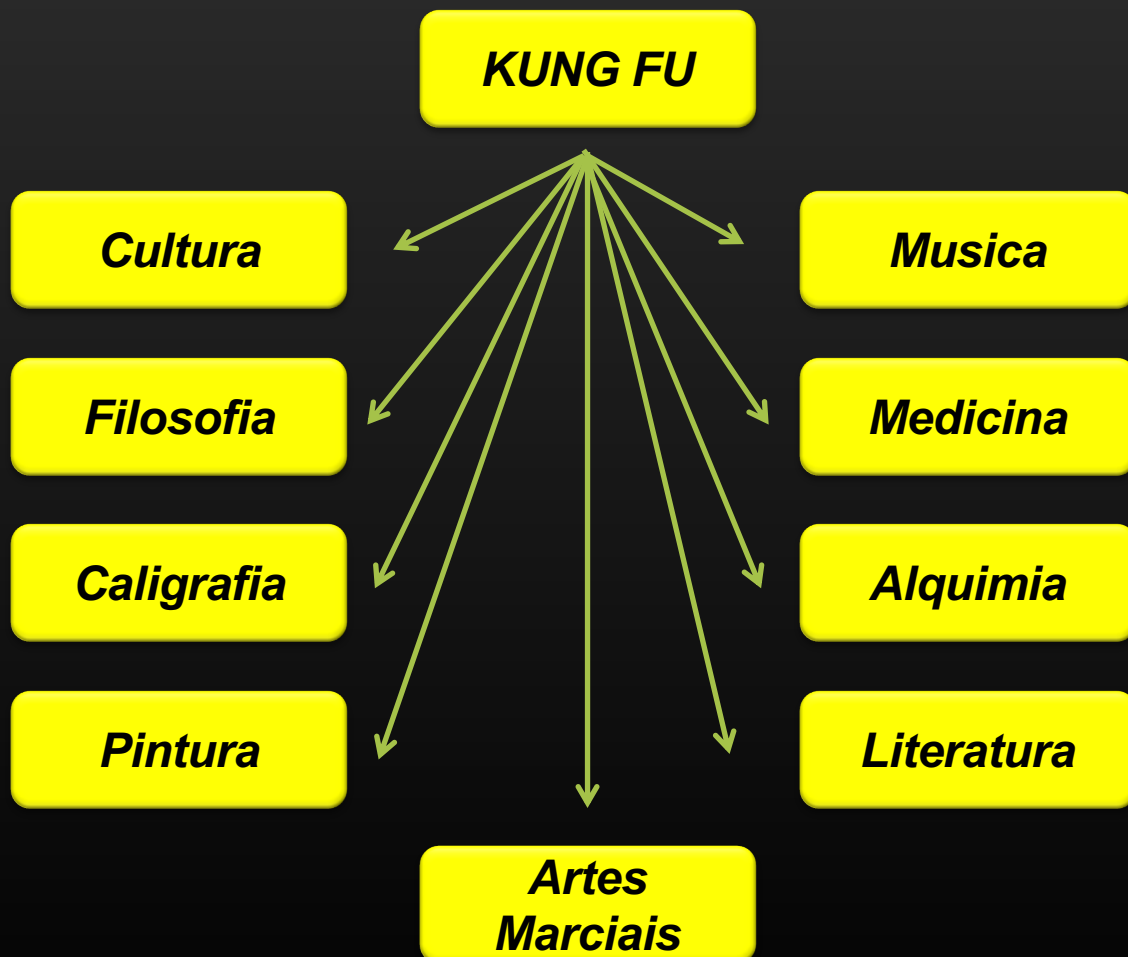 KUNG FU
Cultura
Musica
Filosofia
Medicina
Caligrafia
Alquimia
Pintura
Literatura
Artes
Marciais